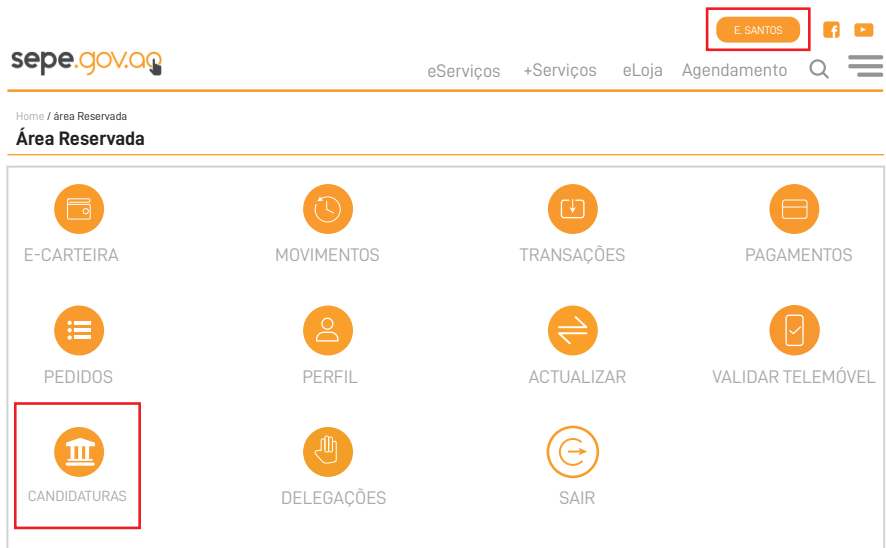 E. SANTOS
sepe.gov.ao
eServiços +Serviços eLoja Agendamento
Home / área Reservada
Área Reservada
E-CARTEIRA MOVIMENTOS TRANSAÇÕES PAGAMENTOS
PEDIDOS PERFIL ACTUALIZAR VALIDAR TELEMÓVEL
CANDIDATURAS DELEGAÇÕES SAIR